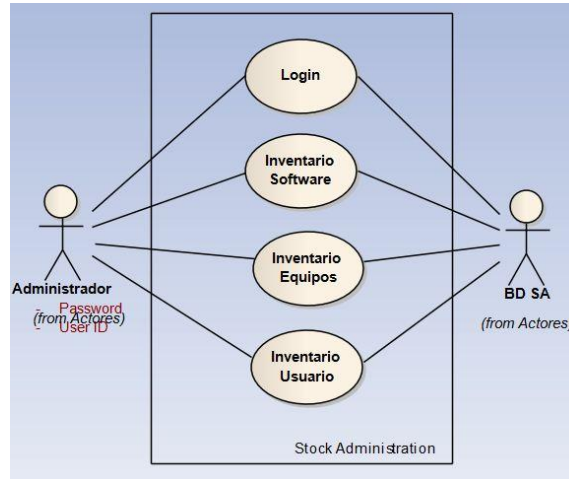 Login
Inventario
Software
Inventario
Equipos
Inventario
Usuario
Administrador
- Password
- User ID
(from Actores)
BD SA
(from Actores)
Stock Administration